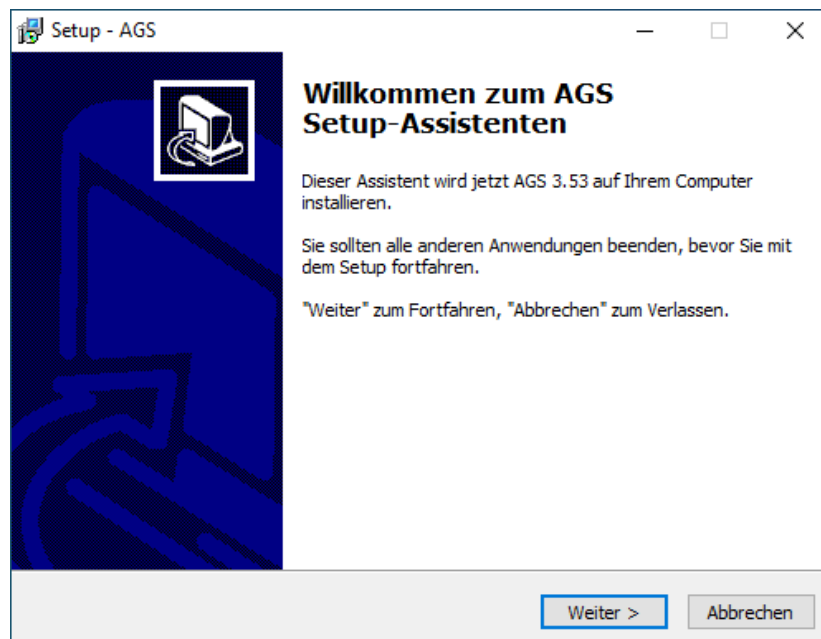 Setup - AGS
Willkommen zum AGS
Setup-Assistenten
Dieser Assistent wird jetzt AGS 3.53 auf Ihrem Computer
installieren.
Sie sollten alle anderen Anwendungen beenden, bevor Sie mit
dem Setup fortfahren.
"Weiter" zum Fortfahren, "Abbrechen" zum Verlassen.
Weiter >
Abbrechen